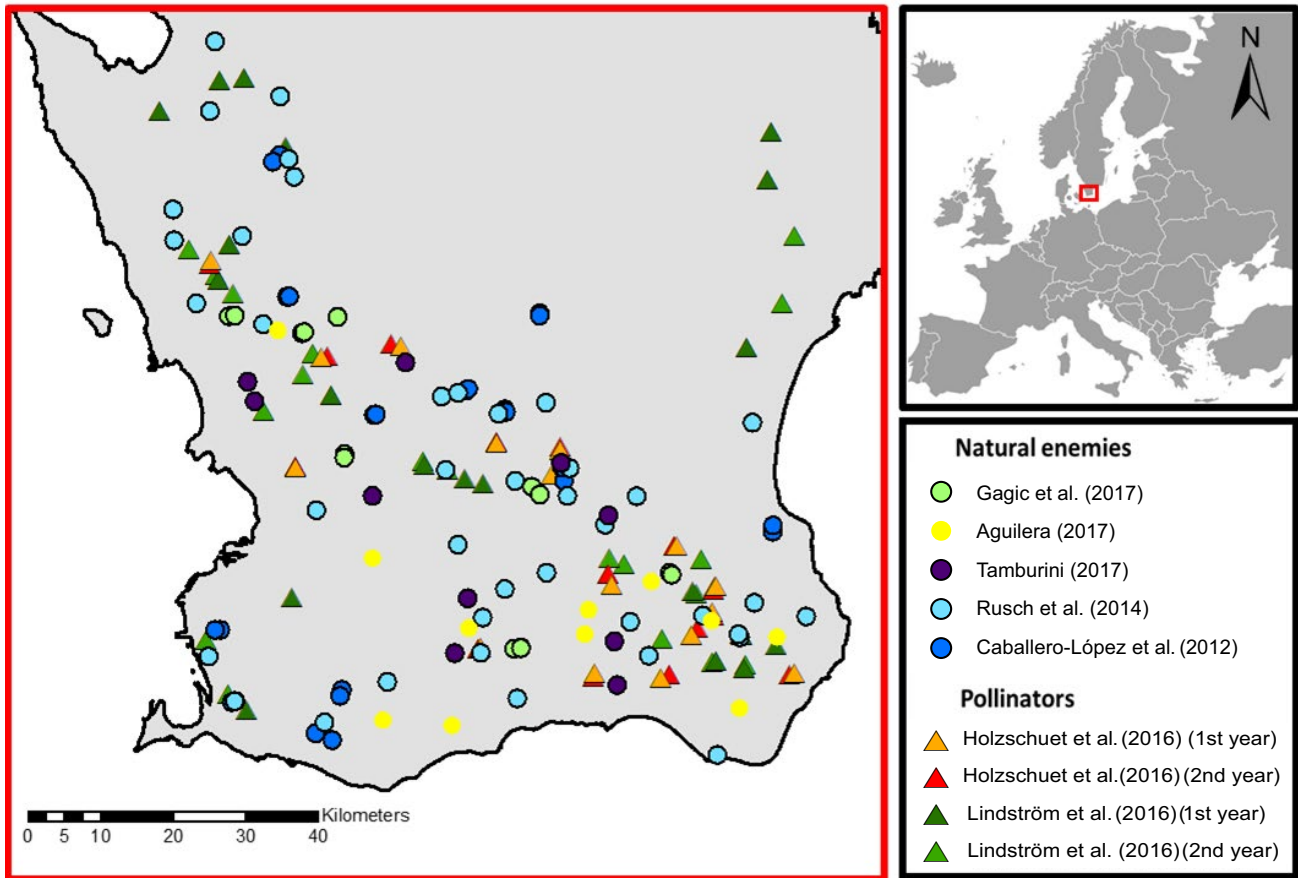 N
Kilometers
0 5 10 20 30 40
Natural enemies
Gagic et al. (2017)
Aguilera (2017)
Tamburini (2017)
Rusch et al. (2014)
Caballero-López et al. (2012)
Pollinators
Holzschuet et al. (2016) (1st year)
Holzschuet et al. (2016) (2nd year)
Lindström et al. (2016) (1st year)
Lindström et al. (2016) (2nd year)